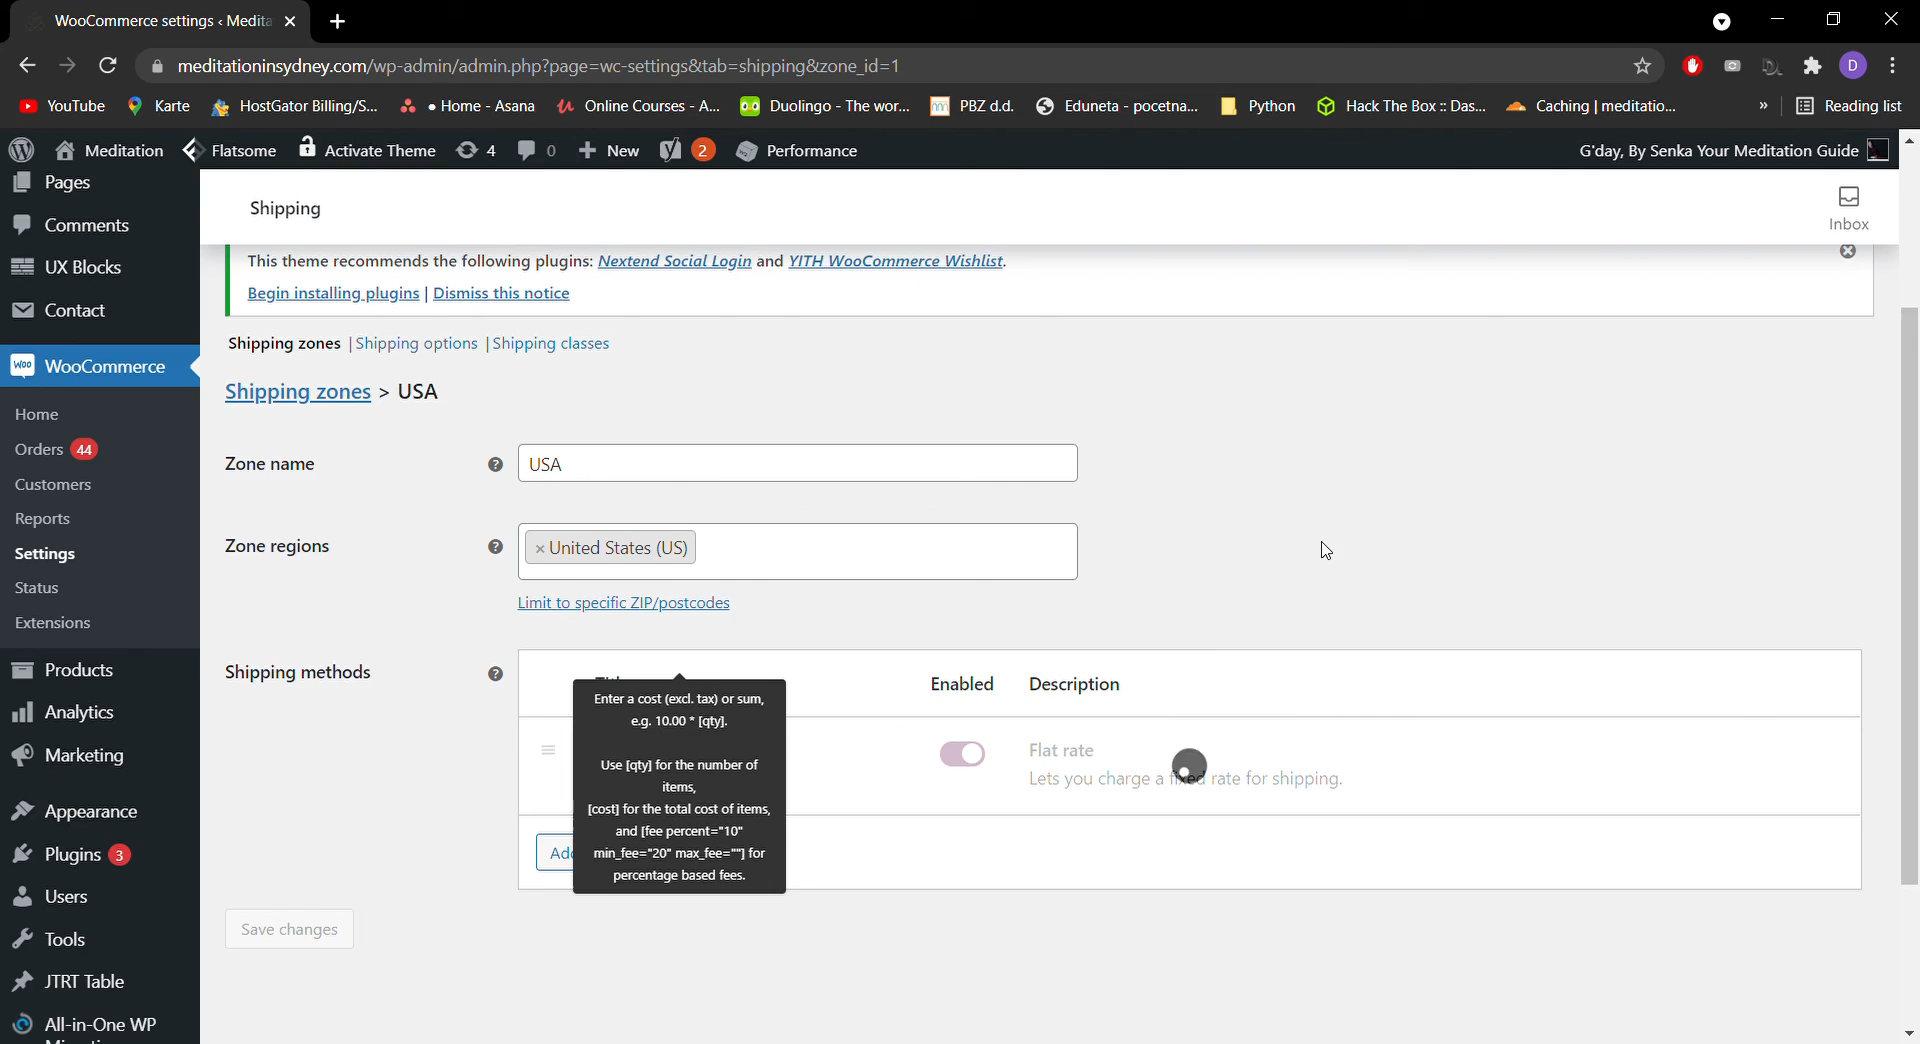 WooCommerce settings ‹ Medita
meditationinsydney.com/wp-admin/admin.php?page=wc-settings&tab=shipping&zone_id=1
D
YouTube
Karte
HostGator Billing/S...
• Home - Asana
Online Courses - A...
Duolingo - The wor...
PBZ d.d.
Eduneta - pocetna...
Python
Hack The Box :: Das...
Caching | meditatio...
»
Reading list
Meditation
Flatsome
Activate Theme
4
0
New
2
Performance
G'day, By Senka Your Meditation Guide
Pages
Comments
UX Blocks
Contact
Woo WooCommerce
Home
Orders 44
Customers
Reports
Settings
Status
Extensions
Products
Analytics
Marketing
Appearance
Plugins 3
Users
Tools
JTRT Table
All-in-One WP
Shipping
Inbox
This theme recommends the following plugins: Nextend Social Login and YITH WooCommerce Wishlist.
Begin installing plugins | Dismiss this notice
Shipping zones | Shipping options | Shipping classes
Shipping zones > USA
Zone name
USA
Zone regions
× United States (US)
Limit to specific ZIP/postcodes
Shipping methods
Enabled
Description
Flat rate
Lets you charge a fixed rate for shipping.
Enter a cost (excl. tax) or sum,
e.g. 10.00 * [qty].
Use [qty] for the number of
items,
[cost] for the total cost of items,
and [fee percent="10"
min_fee="20" max_fee=""] for
percentage based fees.
Save changes